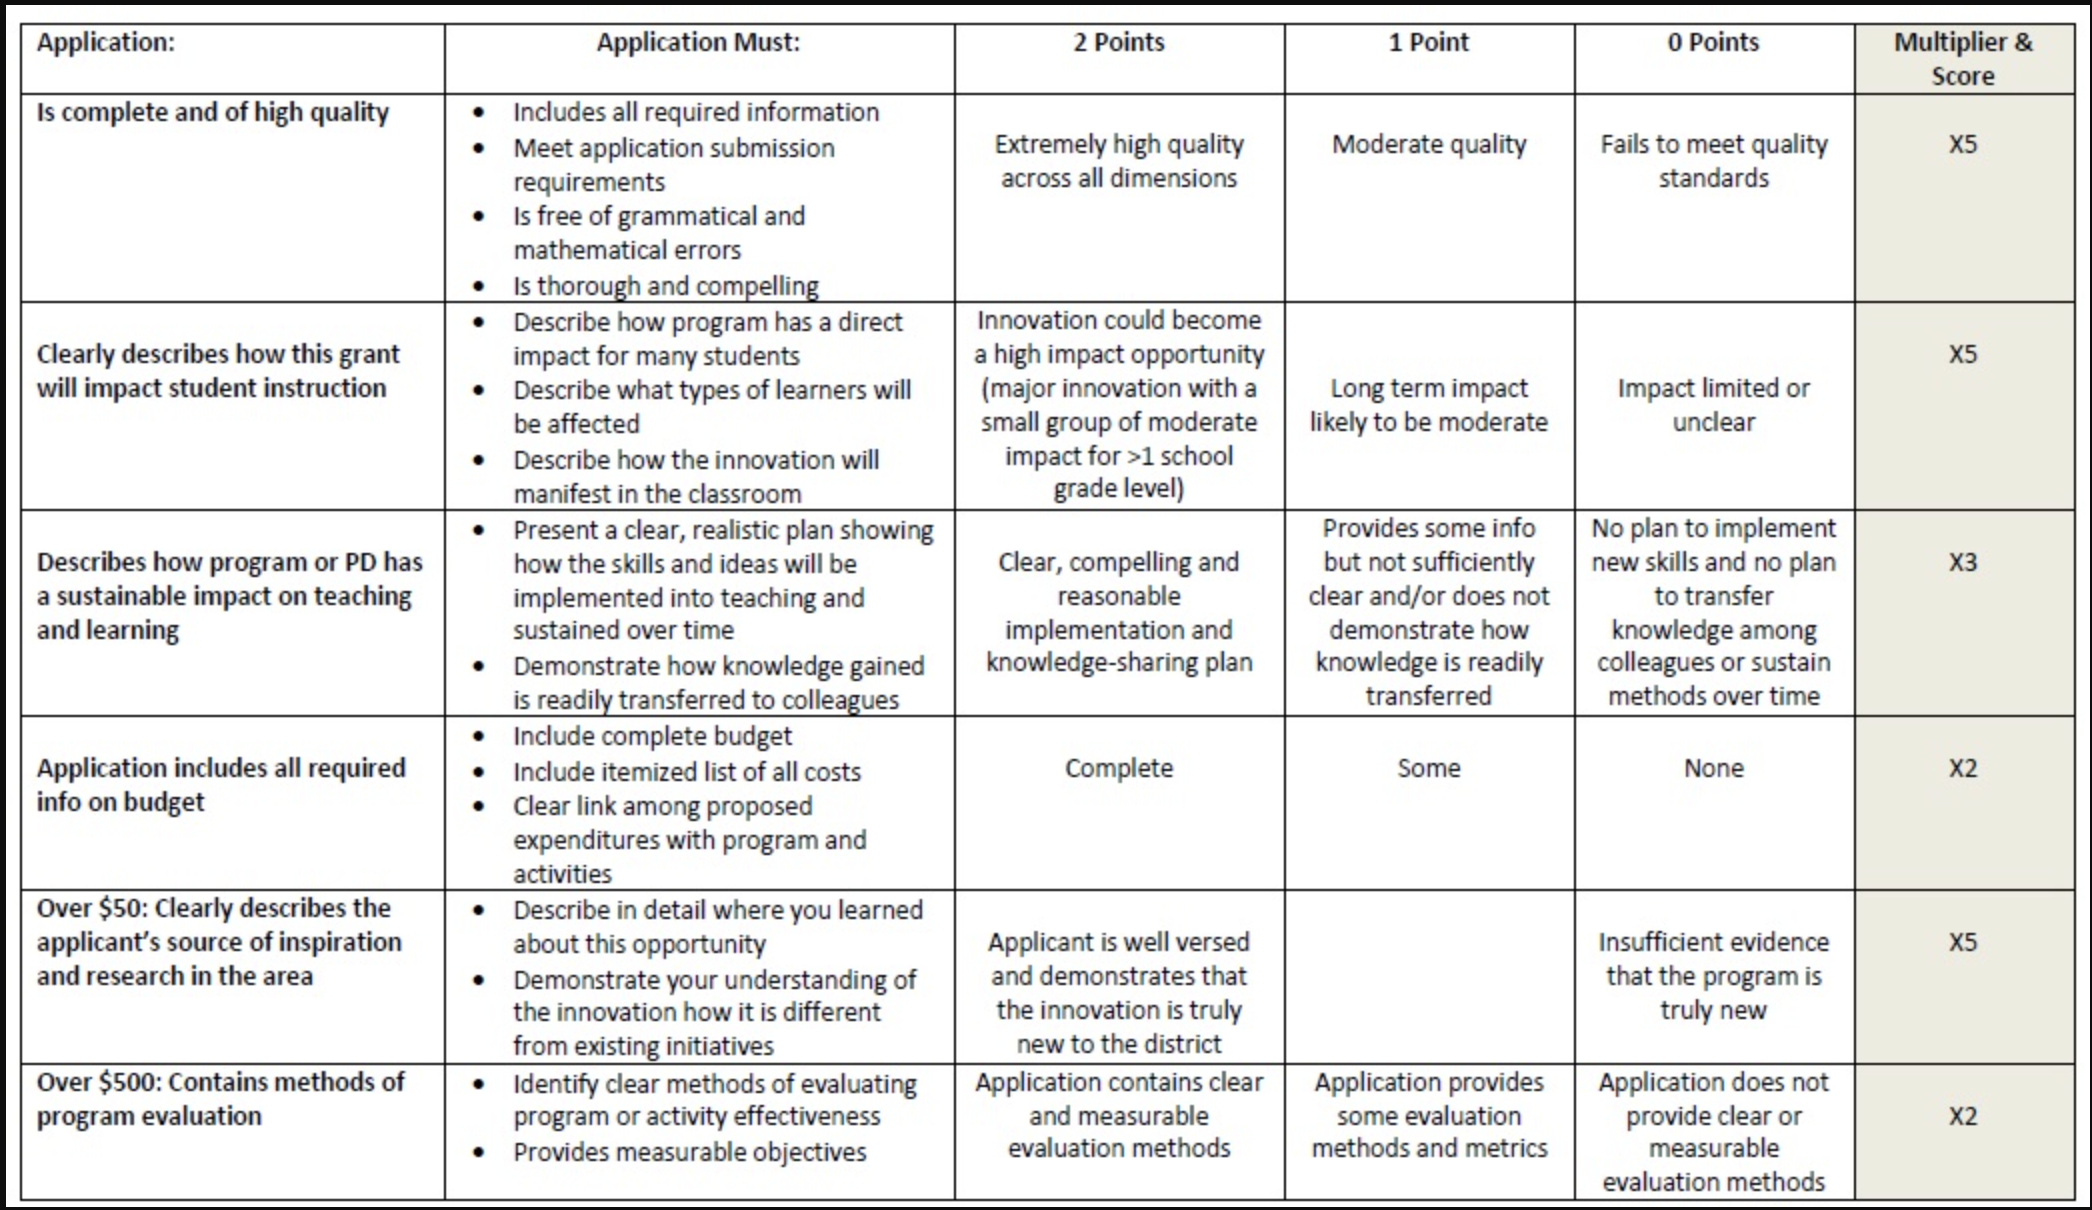 Application:
Application Must:
2 Points
1 Point
0 Points
Multiplier &
Score
Is complete and of high quality
• Includes all required information
• Meet application submission
requirements
• Is free of grammatical and
mathematical errors
• Is thorough and compelling
Extremely high quality
across all dimensions
Moderate quality
Fails to meet quality
standards
X5
Clearly describes how this grant
will impact student instruction
• Describe how program has a direct
impact for many students
• Describe what types of learners will
be affected
• Describe how the innovation will
manifest in the classroom
Innovation could become
a high impact opportunity
(major innovation with a
small group of moderate
impact for >1 school
grade level)
Long term impact
likely to be moderate
Impact limited or
unclear
X5
Describes how program or PD has
a sustainable impact on teaching
and learning
• Present a clear, realistic plan showing
how the skills and ideas will be
implemented into teaching and
sustained over time
• Demonstrate how knowledge gained
is readily transferred to colleagues
Clear, compelling and
reasonable
implementation and
knowledge-sharing plan
Provides some info
but not sufficiently
clear and/or does not
demonstrate how
knowledge is readily
transferred
No plan to implement
new skills and no plan
to transfer
knowledge among
colleagues or sustain
methods over time
X3
Application includes all required
info on budget
• Include complete budget
• Include itemized list of all costs
• Clear link among proposed
expenditures with program and
activities
Complete
Some
None
X2
Over $50: Clearly describes the
applicant’s source of inspiration
and research in the area
• Describe in detail where you learned
about this opportunity
• Demonstrate your understanding of
the innovation how it is different
from existing initiatives
Applicant is well versed
and demonstrates that
the innovation is truly
new to the district
Insufficient evidence
that the program is
truly new
X5
Over $500: Contains methods of
program evaluation
• Identify clear methods of evaluating
program or activity effectiveness
• Provides measurable objectives
Application contains clear
and measurable
evaluation methods
Application provides
some evaluation
methods and metrics
Application does not
provide clear or
measurable
evaluation methods
X2